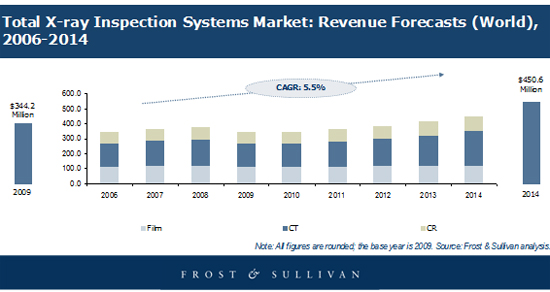 Total X-ray Inspection Systems Market: Revenue Forecasts (World),
2006-2014
CAGR: 5.5%
$344.2
Million
2009
600.0
500.0
400.0
300.0
200.0
100.0
0.0
2006 2007 2008 2009 2010 2011 2012 2013 2014
$450.6
Million
2014
Film CT CR
Note: All figures are rounded; the base year is 2009. Source: Frost & Sullivan analysis.
FROST & SULLIVAN